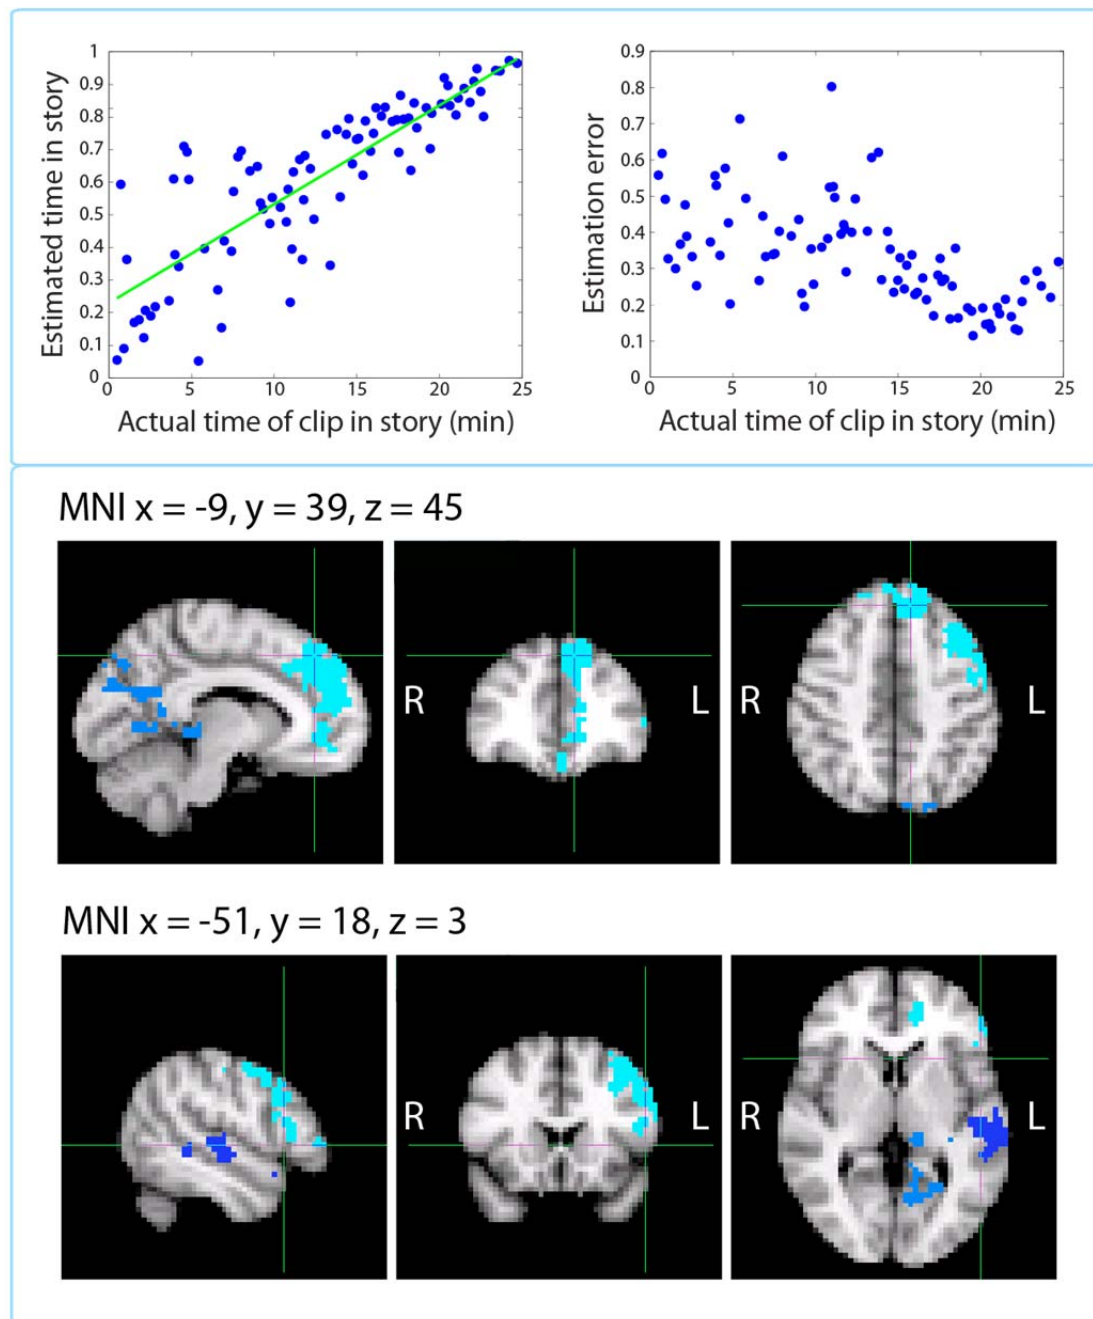 Estimated time in story
1
0.9
0.8
0.7
0.6
0.5
0.4
0.3
0.2
0.1
0
0 5 10 15 20 25
Actual time of clip in story (min)
Estimation error
0.9
0.8
0.7
0.6
0.5
0.4
0.3
0.2
0.1
0
0 5 10 15 20 25
Actual time of clip in story (min)
MNI x = -9, y = 39, z = 45
R L R L
MNI x = -51, y = 18, z = 3
R L R L